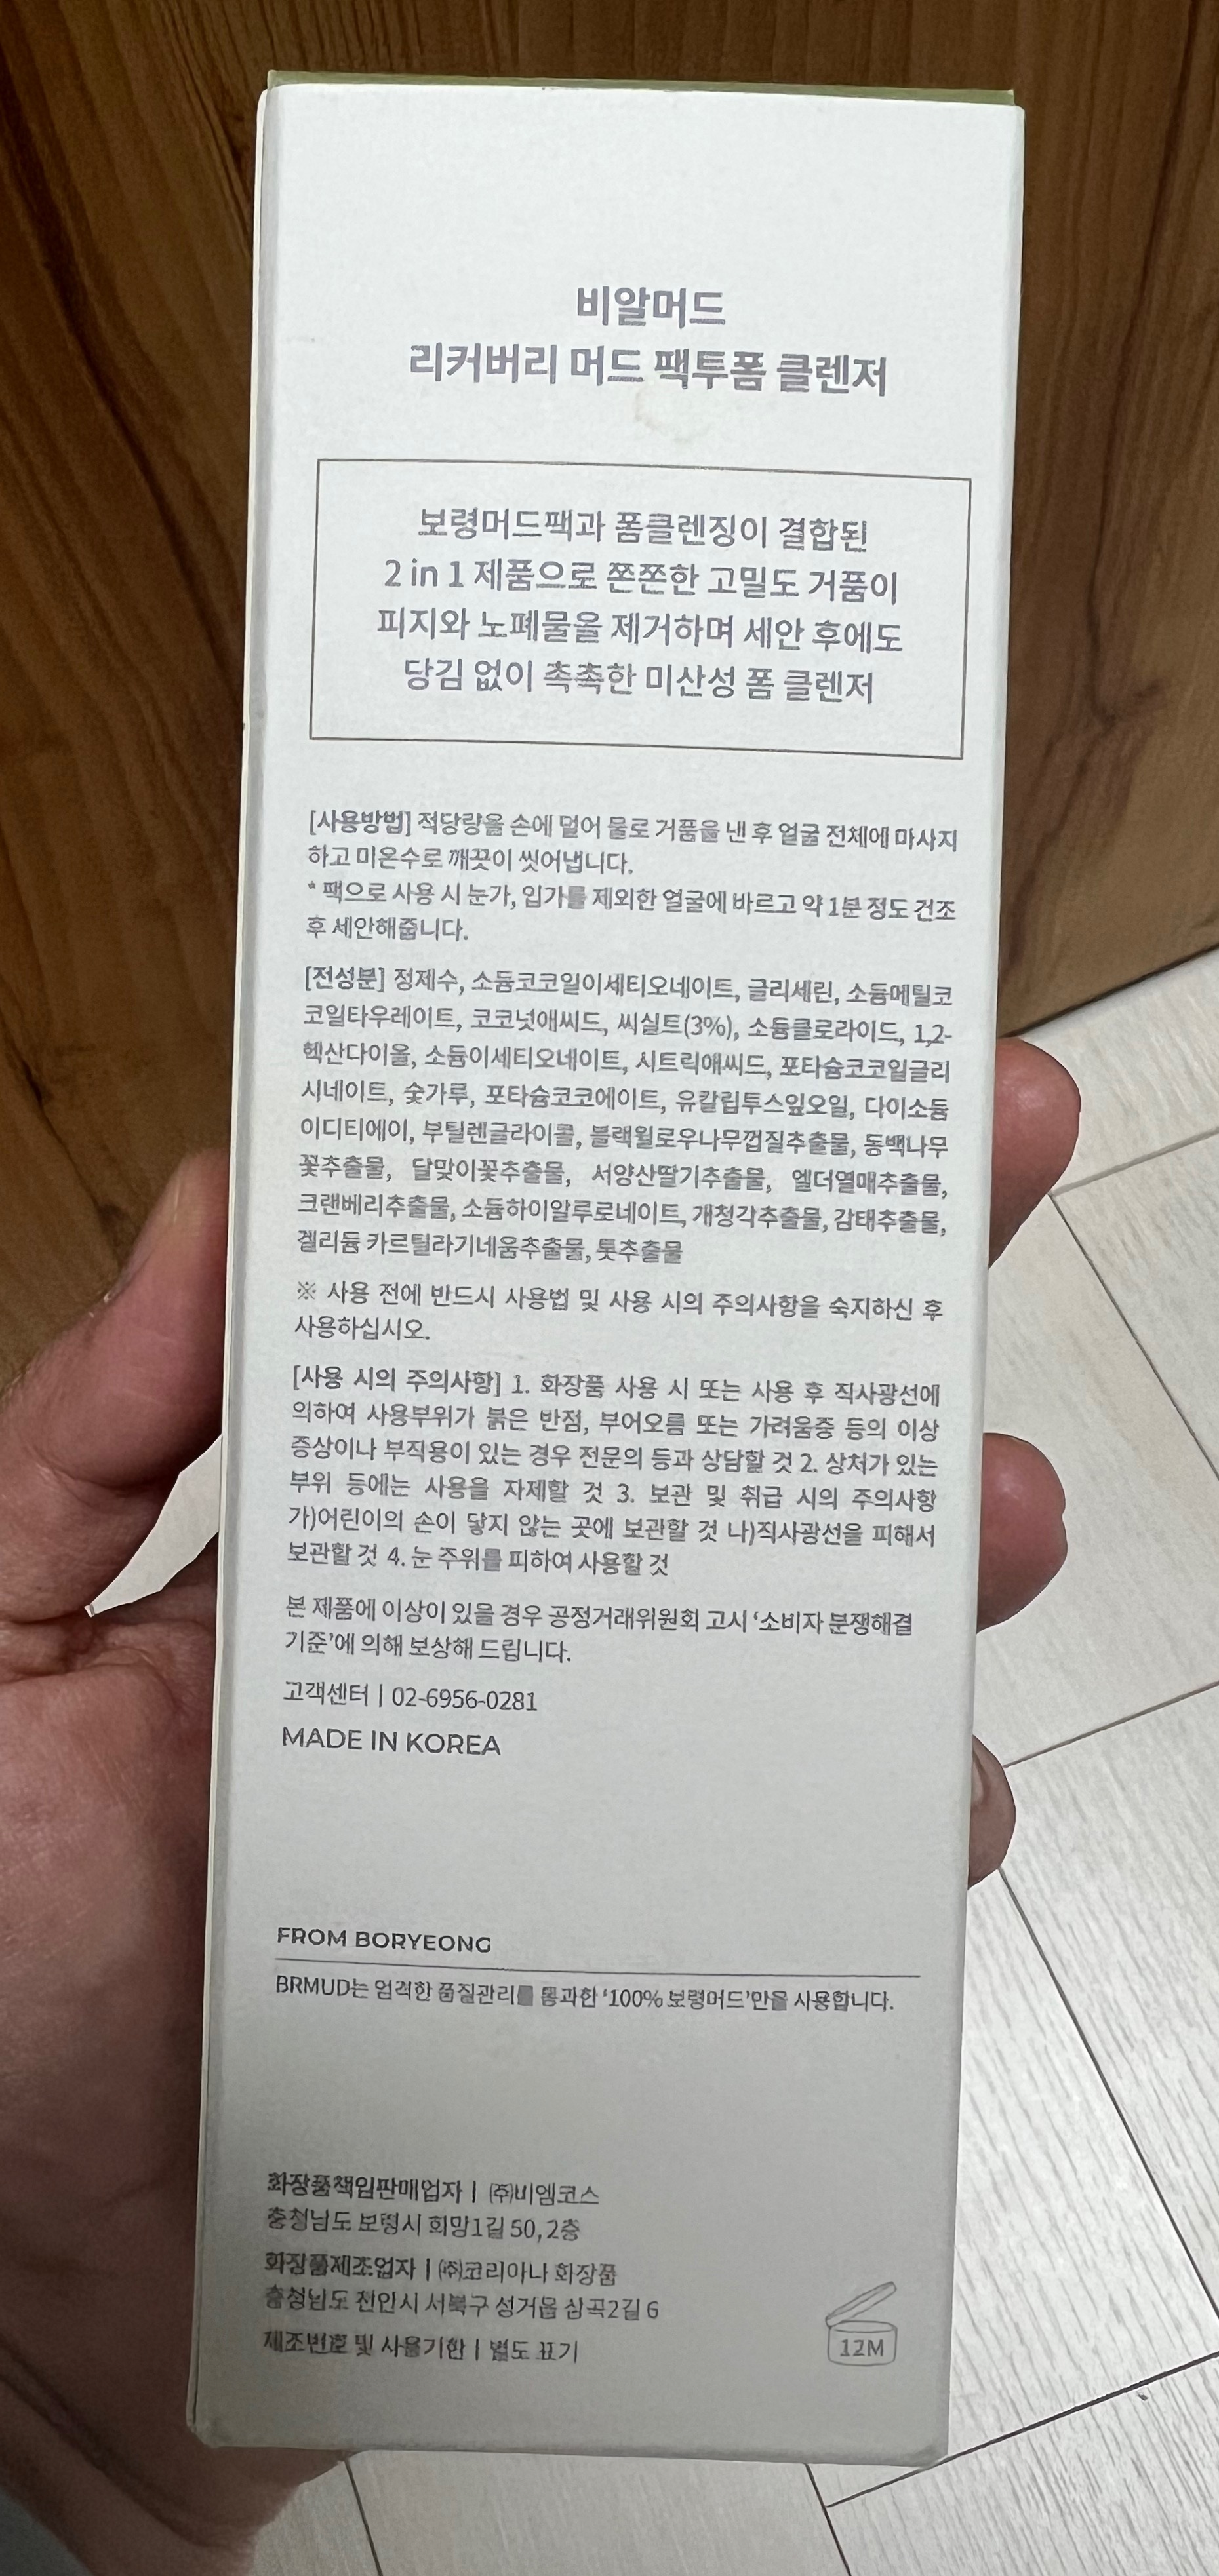 비알머드
리커버리 머드 팩투폼 클렌저
보령머드팩과 폼클렌징이 결합된
2 in 1 제품으로 쫀쫀한 고밀도 거품이
피지와 노폐물을 제거하며 세안 후에도
당김 없이 촉촉한 미산성 폼 클렌저
[사용방법] 적당량을 손에 덜어 물로 거품을 낸 후 얼굴 전체에 마사지
하고 미온수로 깨끗이 씻어냅니다.
* 팩으로 사용 시 눈가, 입가를 제외한 얼굴에 바르고 약 1분 정도 건조
후 세안해줍니다.
[전성분] 정제수, 소듐코코일이세티오네이트, 글리세린, 소듐메틸코
코일타우레이트, 코코넛애씨드, 씨실트(3%), 소듐클로라이드, 1,2-
헥산다이올, 소듐이세티오네이트, 시트릭애씨드, 포타슘코코일글리
시네이트, 숯가루, 포타슘코코에이트, 유칼립투스잎오일, 다이소듐
이디티에이, 부틸렌글라이콜, 블랙윌로우나무껍질추출물, 동백나무
꽃추출물, 달맞이꽃추출물, 서양산딸기추출물, 엘더열매추출물,
크랜베리추출물, 소듐하이알루로네이트, 개청각추출물, 감태추출물,
겔리듐 카르틸라기네움추출물, 톳추출물
※ 사용 전에 반드시 사용법 및 사용 시의 주의사항을 숙지하신 후
사용하십시오.
[사용 시의 주의사항] 1. 화장품 사용 시 또는 사용 후 직사광선에
의하여 사용부위가 붉은 반점, 부어오름 또는 가려움증 등의 이상
증상이나 부작용이 있는 경우 전문의 등과 상담할 것 2. 상처가 있는
부위 등에는 사용을 자제할 것 3. 보관 및 취급 시의 주의사항
가)어린이의 손이 닿지 않는 곳에 보관할 것 나)직사광선을 피해서
보관할 것 4. 눈 주위를 피하여 사용할 것
본 제품에 이상이 있을 경우 공정거래위원회 고시 ‘소비자 분쟁해결
기준’에 의해 보상해 드립니다.
고객센터 | 02-6956-0281
MADE IN KOREA
FROM BORYEONG
BRMUD는 엄격한 품질관리를 통과한 ‘100% 보령머드’만을 사용합니다.
화장품책임판매업자 | ㈜비엠코스
충청남도 보령시 희망1길 50, 2층
화장품제조업자 | ㈜코리아나 화장품
충청남도 천안시 서북구 성거읍 삼곡2길 6
제조번호 및 사용기한 | 별도 표기
12M